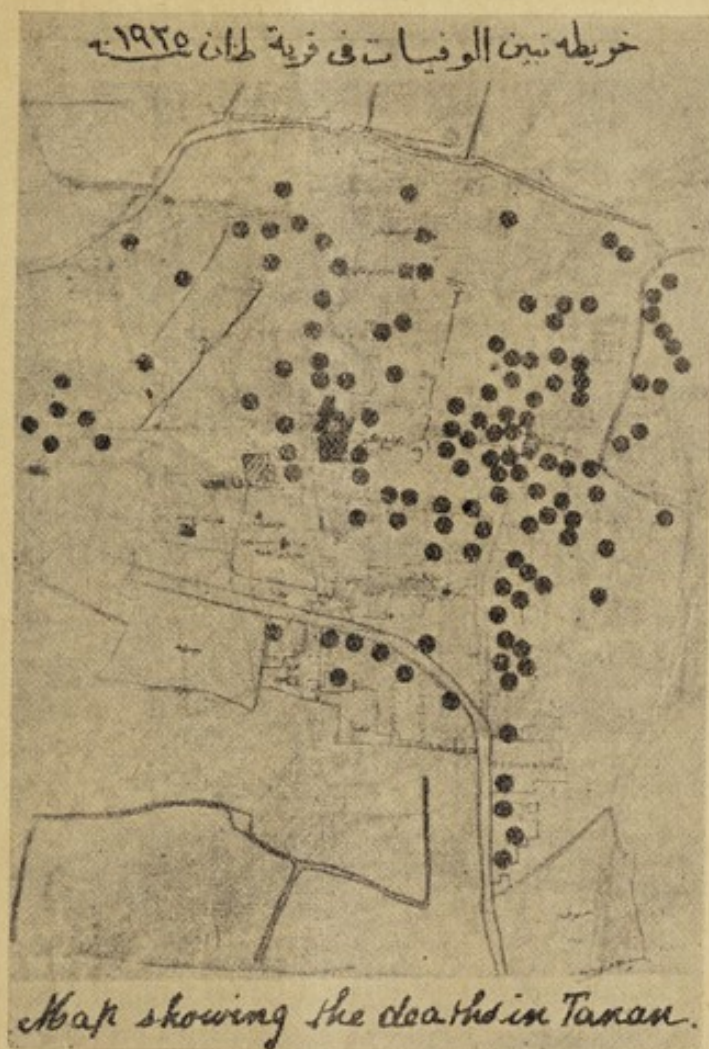 خريطه تبين الوفيات فى قرية طنان سنه ١٩٢٥
Map showing the deaths in Tanan.